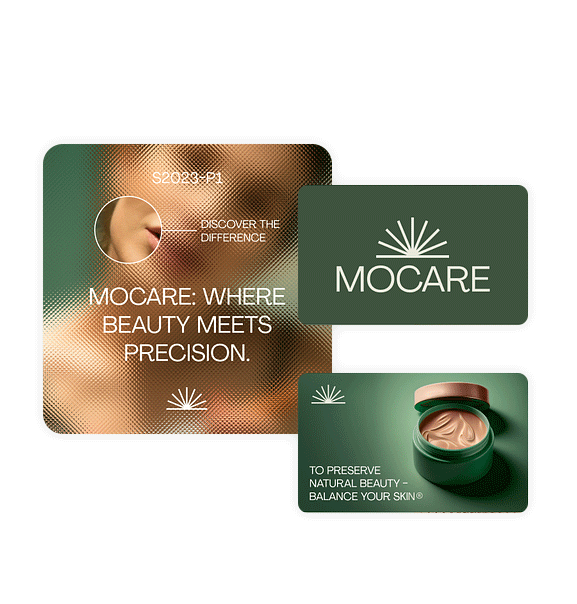 S2023-P1
DISCOVER THE
DIFFERENCE
MOCARE: WHERE
BEAUTY MEETS
PRECISION.
MOCARE
TO PRESERVE
NATURAL BEAUTY –
BALANCE YOUR SKIN®